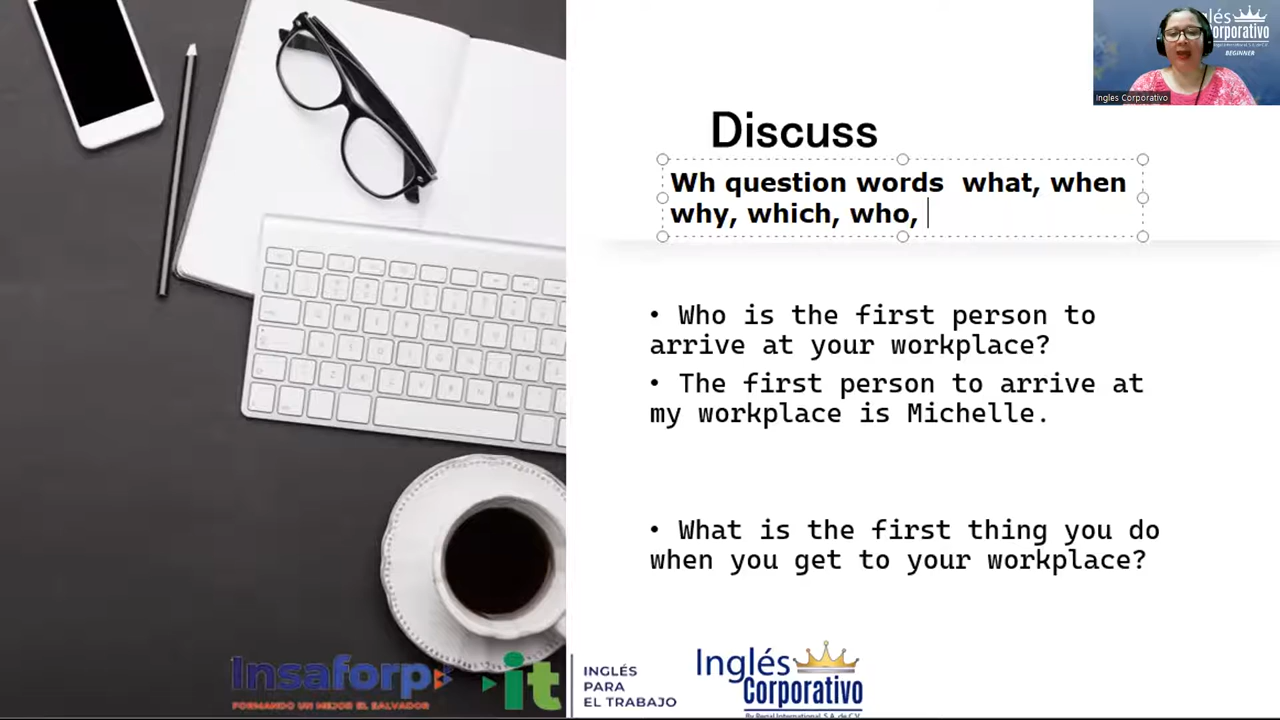 glés
orporativo
BEGINNER
Ingles Corporativo
Discuss
Wh question words  what, when
why, which, who,
• Who is the first person to
arrive at your workplace?
• The first person to arrive at
my workplace is Michelle.
• What is the first thing you do
when you get to your workplace?
Insaforp
FORMANDO UN MEJOR EL SALVADOR
it
INGLÉS
PARA
EL TRABAJO
Inglés
Corporativo